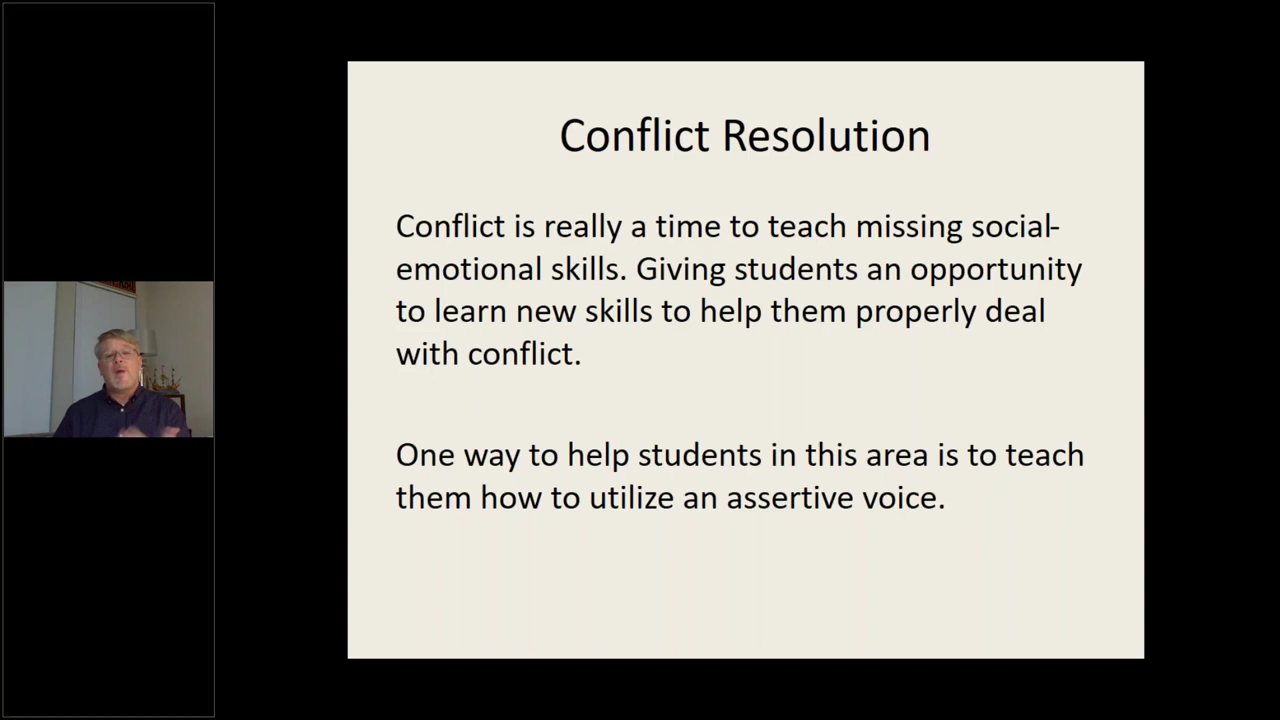 Conflict Resolution
Conflict is really a time to teach missing social-
emotional skills. Giving students an opportunity
to learn new skills to help them properly deal
with conflict.
One way to help students in this area is to teach
them how to utilize an assertive voice.